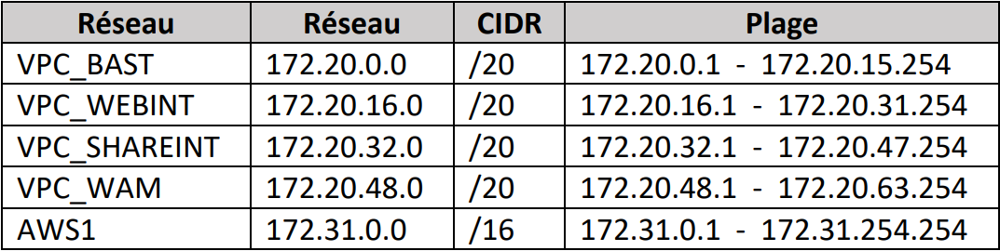 Réseau Réseau CIDR Plage
VPC_BAST 172.20.0.0 /20 172.20.0.1 - 172.20.15.254
VPC_WEBINT 172.20.16.0 /20 172.20.16.1 - 172.20.31.254
VPC_SHAREINT 172.20.32.0 /20 172.20.32.1 - 172.20.47.254
VPC_WAM 172.20.48.0 /20 172.20.48.1 - 172.20.63.254
AWS1 172.31.0.0 /16 172.31.0.1 - 172.31.254.254